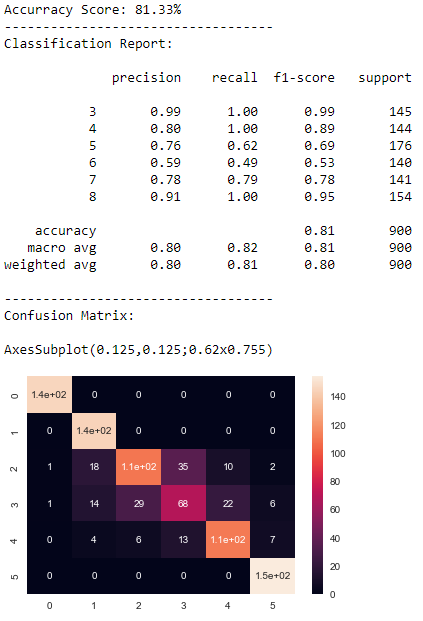 Accurracy Score: 81.33%
----------------------------------
Classification Report:
precision recall f1-score support
3 0.99 1.00 0.99 145
4 0.80 1.00 0.89 144
5 0.76 0.62 0.69 176
6 0.59 0.49 0.53 140
7 0.78 0.79 0.78 141
8 0.91 1.00 0.95 154
accuracy 0.81 900
macro avg 0.80 0.82 0.81 900
weighted avg 0.80 0.81 0.80 900
----------------------------------
Confusion Matrix:
AxesSubplot(0.125,0.125;0.62x0.755)
0 1.4e+02 0 0 0 0 0
1 0 1.4e+02 0 0 0 0
2 1 18 1.1e+02 35 10 2
3 1 14 29 68 22 6
4 0 4 6 13 1.1e+02 7
5 0 0 0 0 0 1.5e+02
0 1 2 3 4 5
140
120
100
80
60
40
20
0